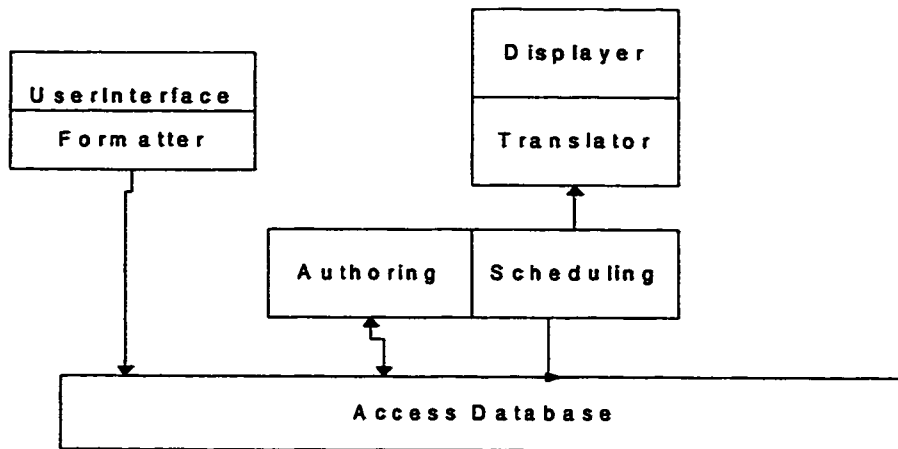 Displayer
UserInterface
Formatter
Translator
Authoring
Scheduling
Access Database